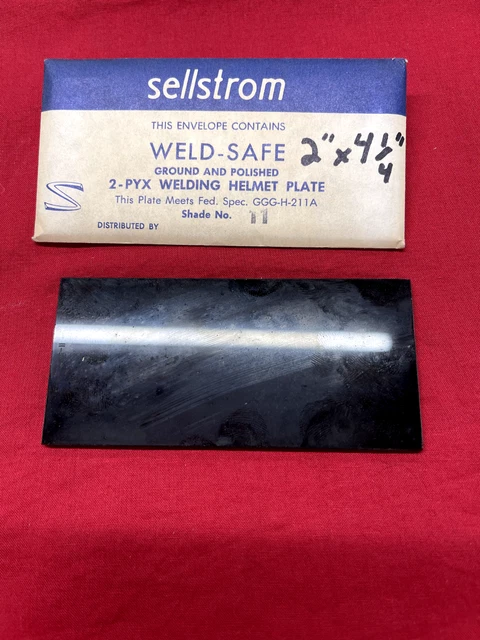 sellstrom
THIS ENVELOPE CONTAINS
WELD-SAFE 2" x 4 1/4"
GROUND AND POLISHED
2-PYX WELDING HELMET PLATE
This Plate Meets Fed. Spec. GGG-H-211A
Shade No. 11
DISTRIBUTED BY
S